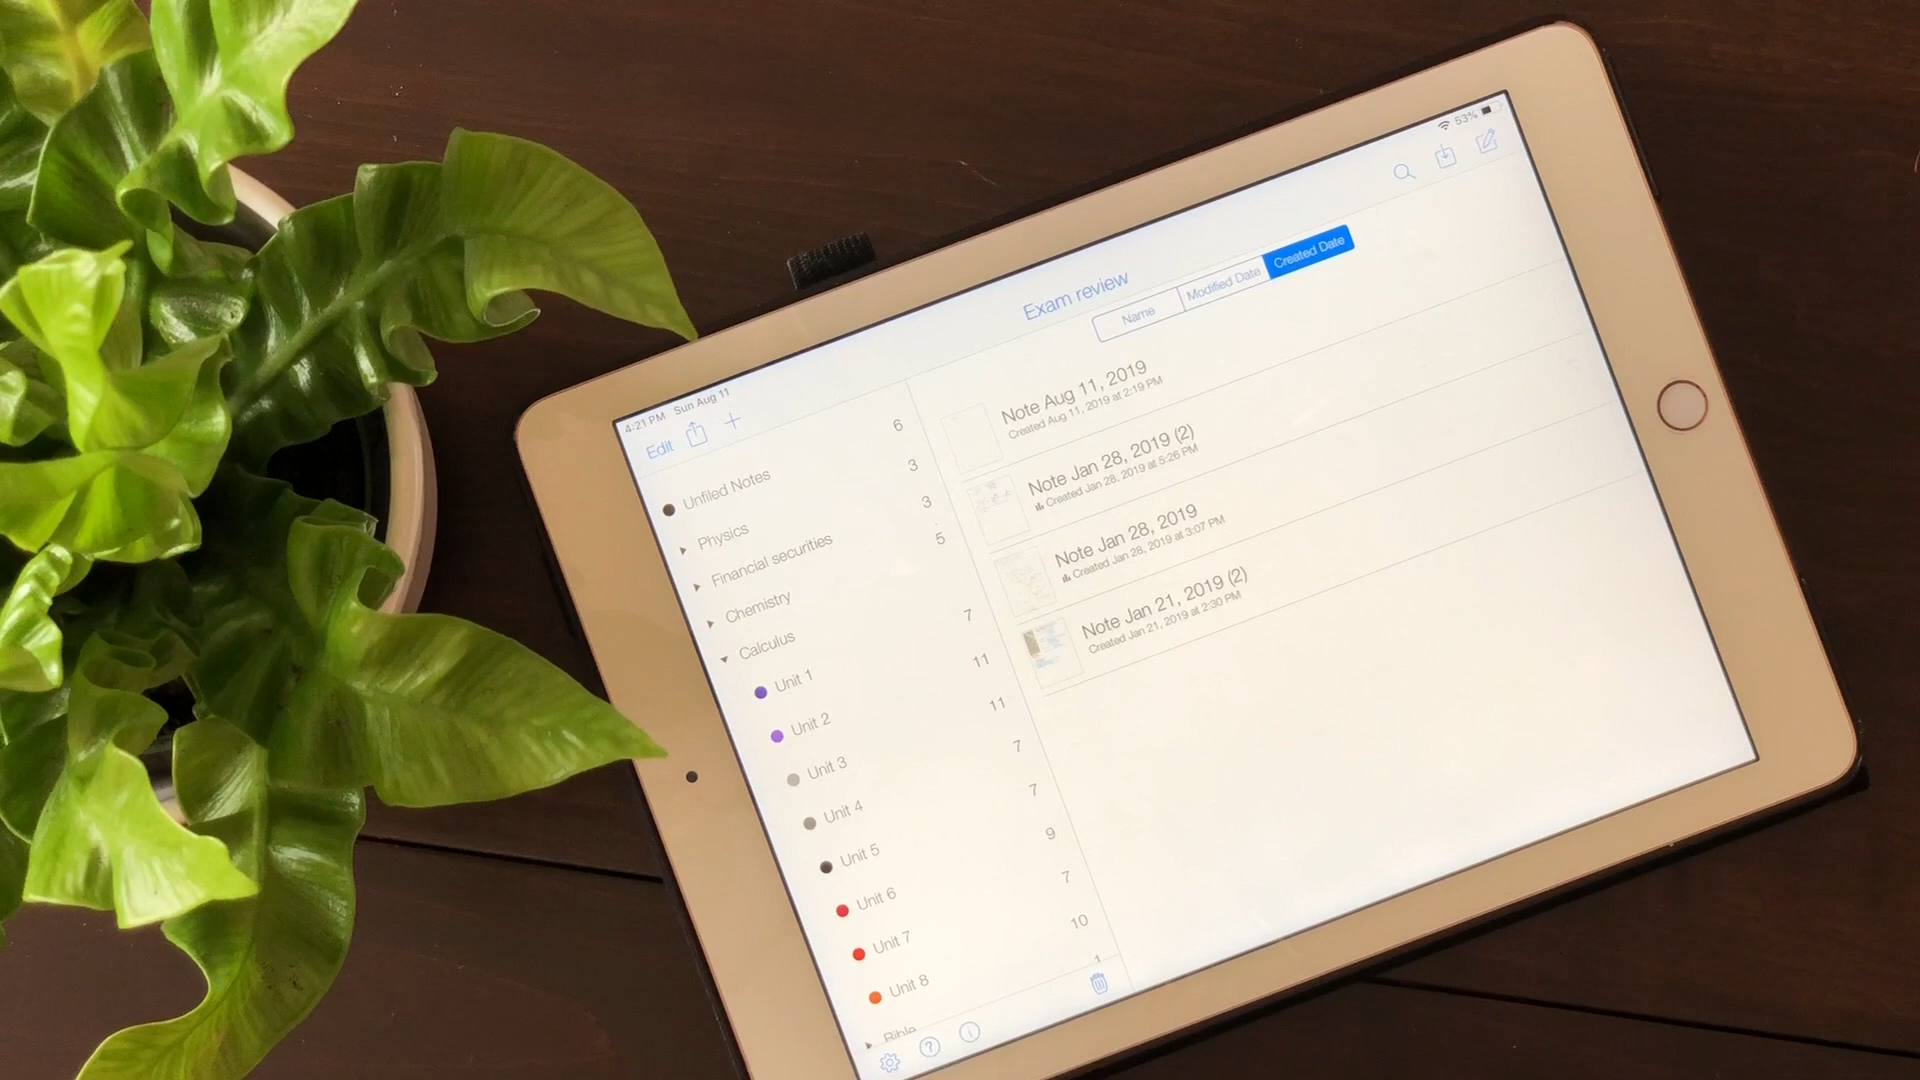 4:21 PM Sun Aug 11
53%
Edit
Exam review
Name Modified Date Created Date
Unfiled Notes 6
Physics 3
Financial securities 3
Chemistry 5
Calculus
Unit 1 7
Unit 2 11
Unit 3 11
Unit 4 7
Unit 5 7
Unit 6 9
Unit 7 7
Unit 8 10
Bible 1
Note Aug 11, 2019
Created Aug 11, 2019 at 2:19 PM
Note Jan 28, 2019 (2)
Created Jan 28, 2019 at 5:26 PM
Note Jan 28, 2019
Created Jan 28, 2019 at 3:07 PM
Note Jan 21, 2019 (2)
Created Jan 21, 2019 at 2:30 PM